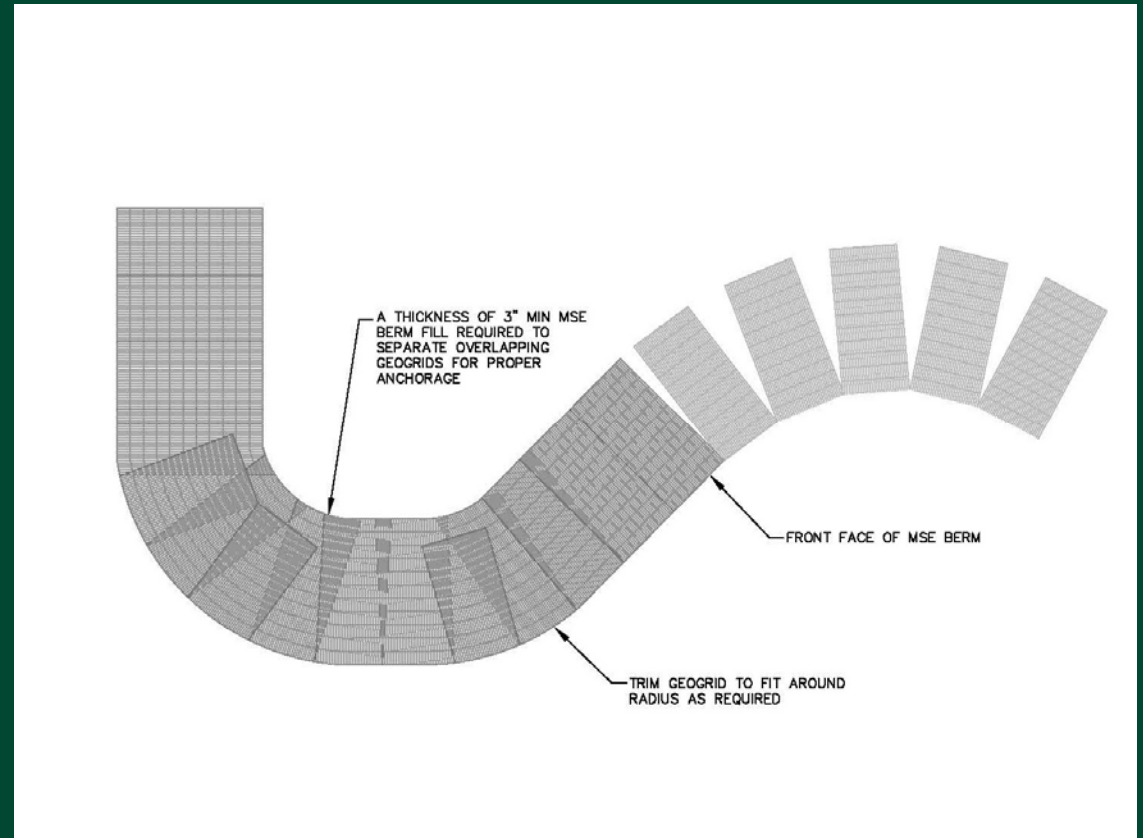 A THICKNESS OF 3" MIN MSE
BERM FILL REQUIRED TO
SEPARATE OVERLAPPING
GEOGRIDS FOR PROPER
ANCHORAGE
FRONT FACE OF MSE BERM
TRIM GEOGRID TO FIT AROUND
RADIUS AS REQUIRED